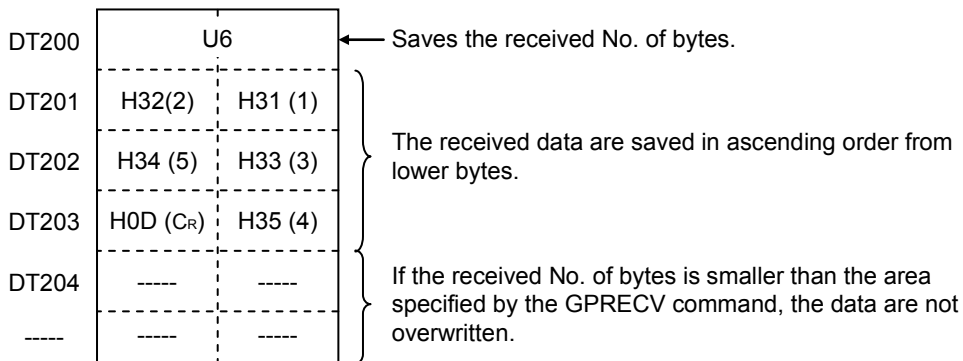 DT200 U6 Saves the received No. of bytes.
DT201 H32(2) H31 (1)
The received data are saved in ascending order from
DT202 H34 (5) H33 (3)
lower bytes.
DT203 H0D (CR) H35 (4)
DT204 ----- -----
If the received No. of bytes is smaller than the area
specified by the GPRECV command, the data are not
overwritten.
----- ----- -----